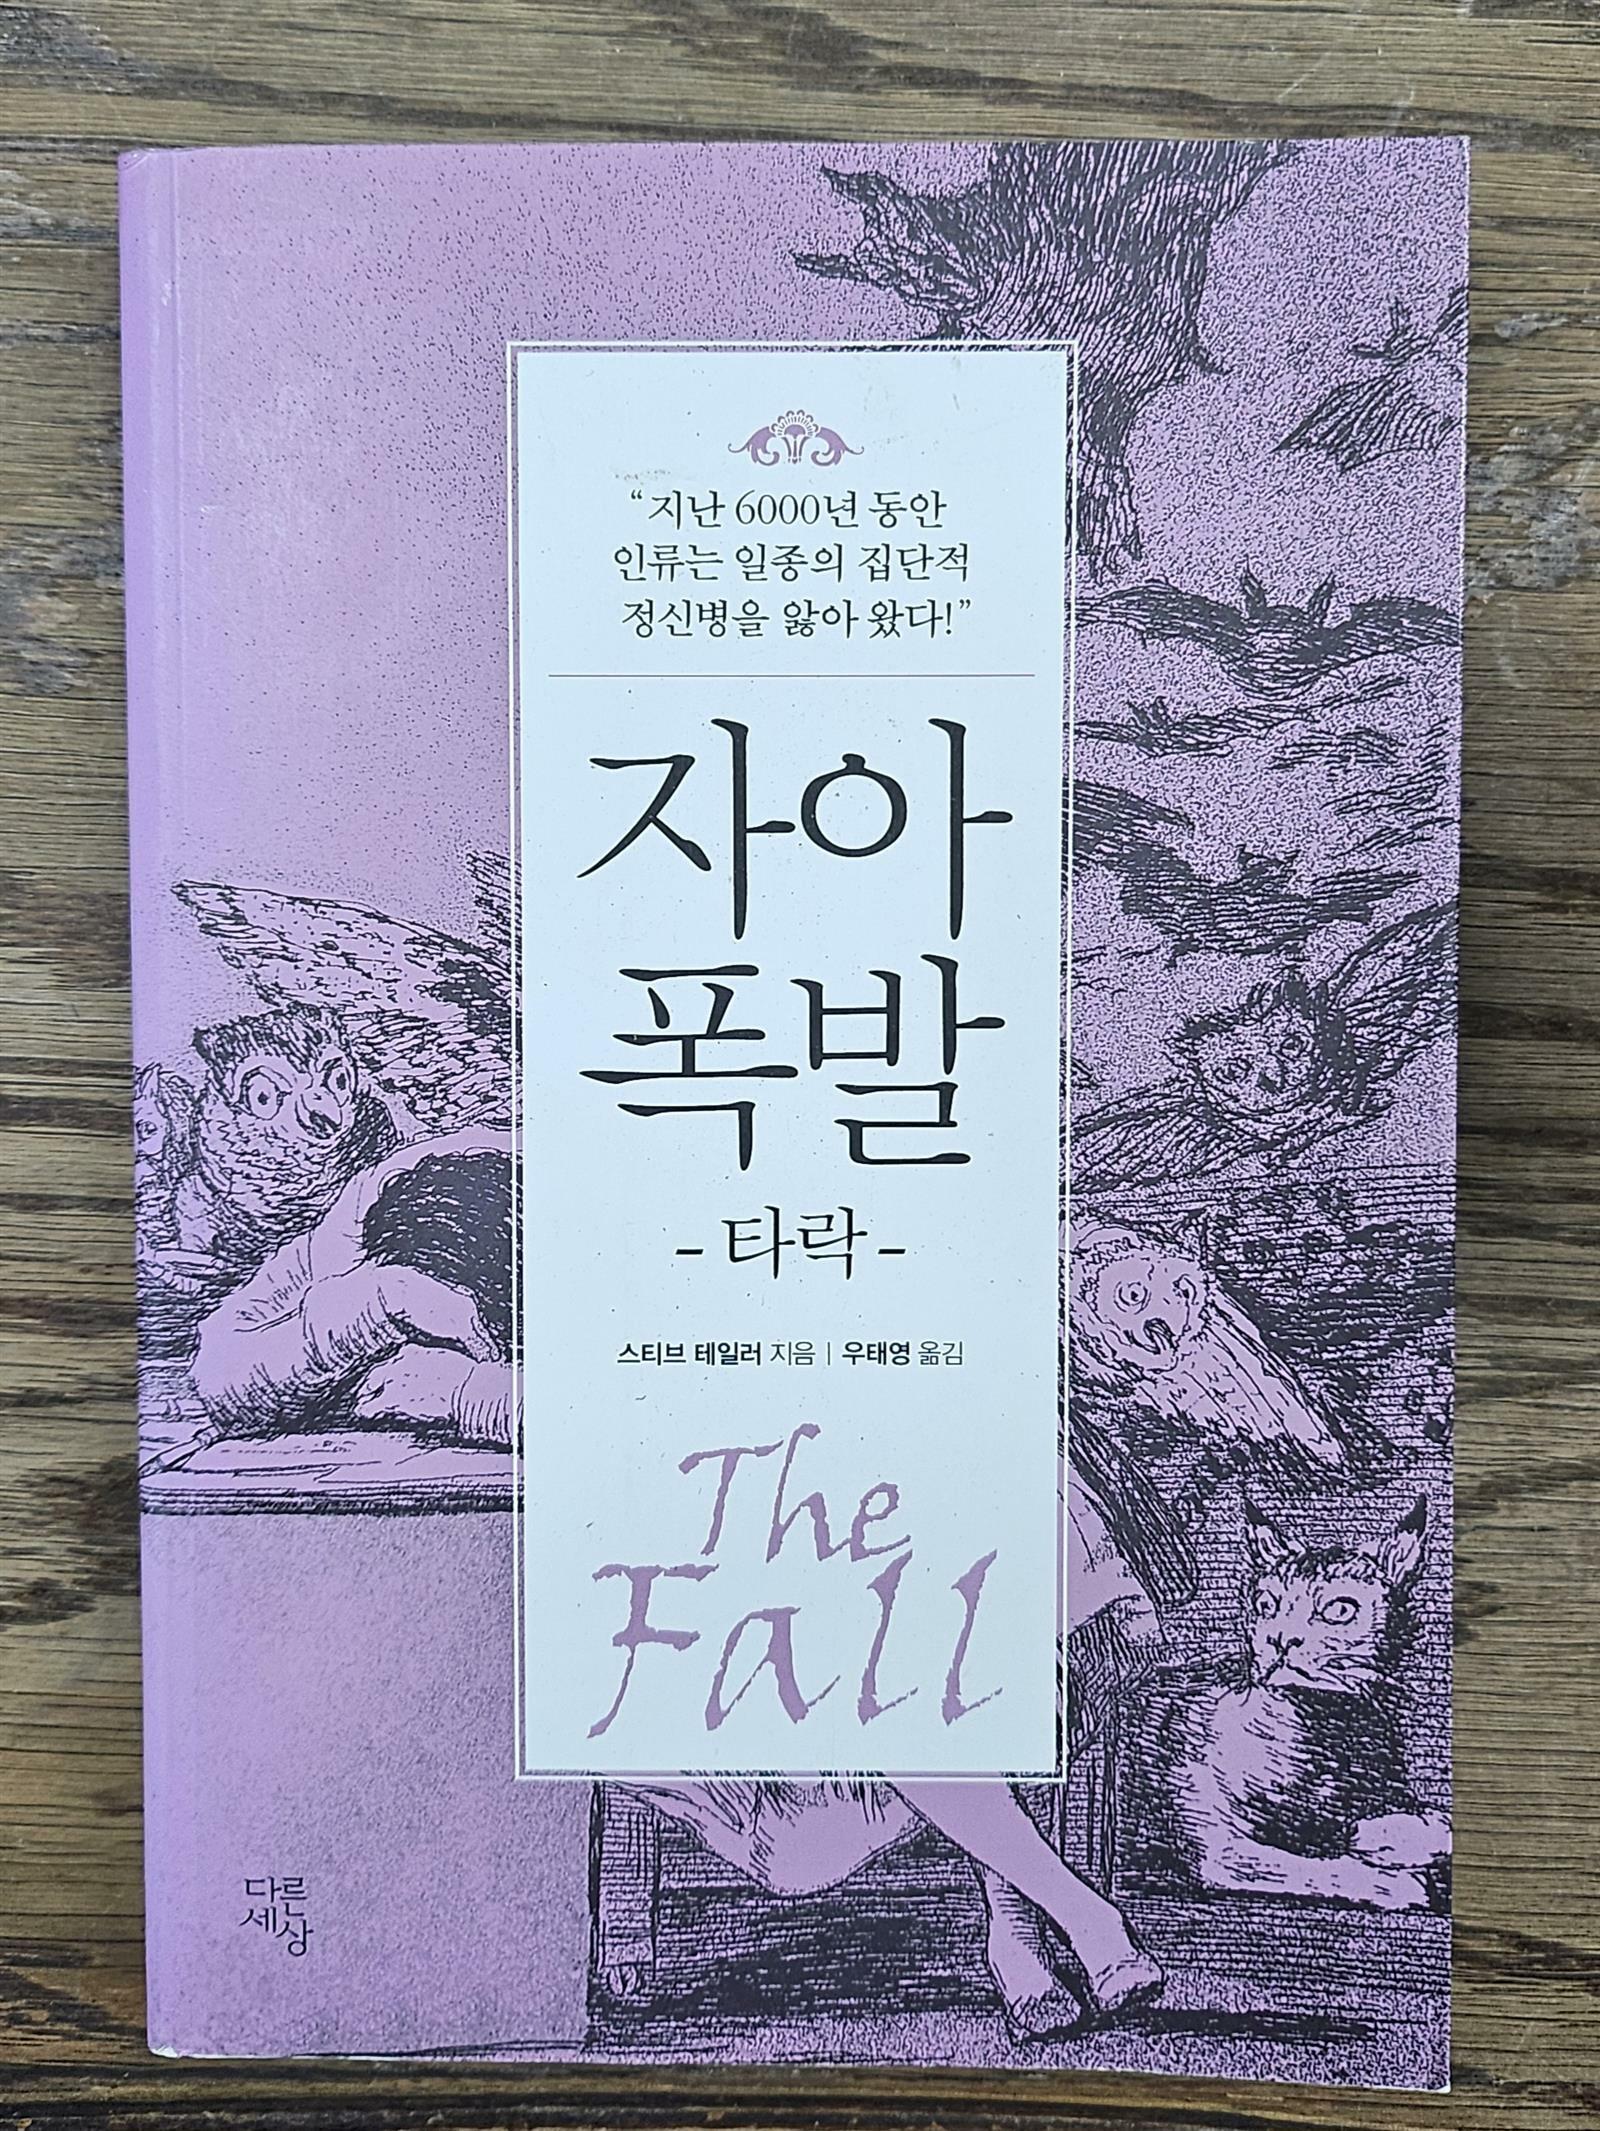 “지난 6000년 동안
인류는 일종의 집단적
정신병을 앓아 왔다!”
자아
폭발
- 타락 -
스티브 테일러 지음 | 우태영 옮김
The
Fall
다른
세상